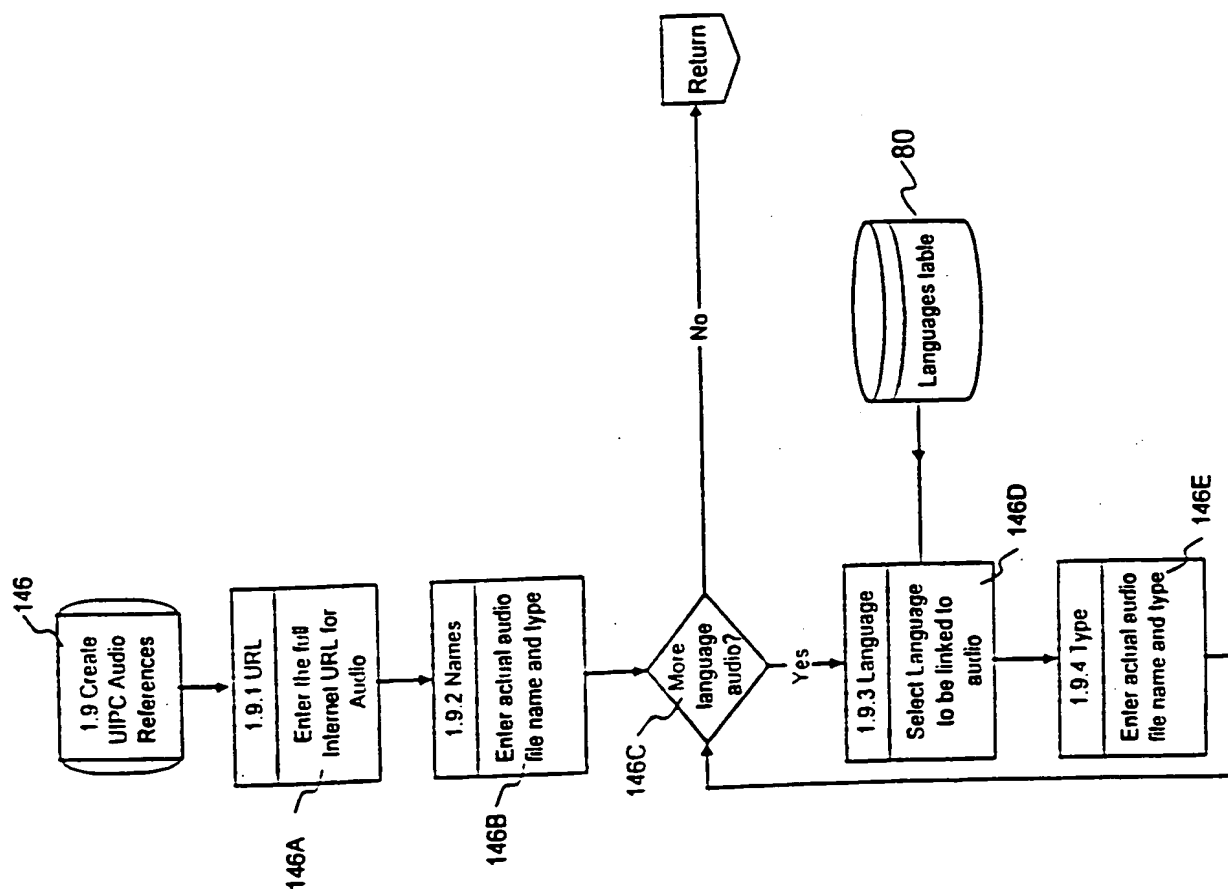 146
1.9 Create
UIPC Audio
References
1.9.1 URL
Enter the full
Internet URL for
Audio
146A
1.9.2 Names
Enter actual audio
file name and type
146B
146C
More
language
audio?
No
Return
Yes
1.9.3 Language
Select Language
to be linked to
audio
146D
Languages lable
80
1.9.4 Type
Enter actual audio
file name and type
146E